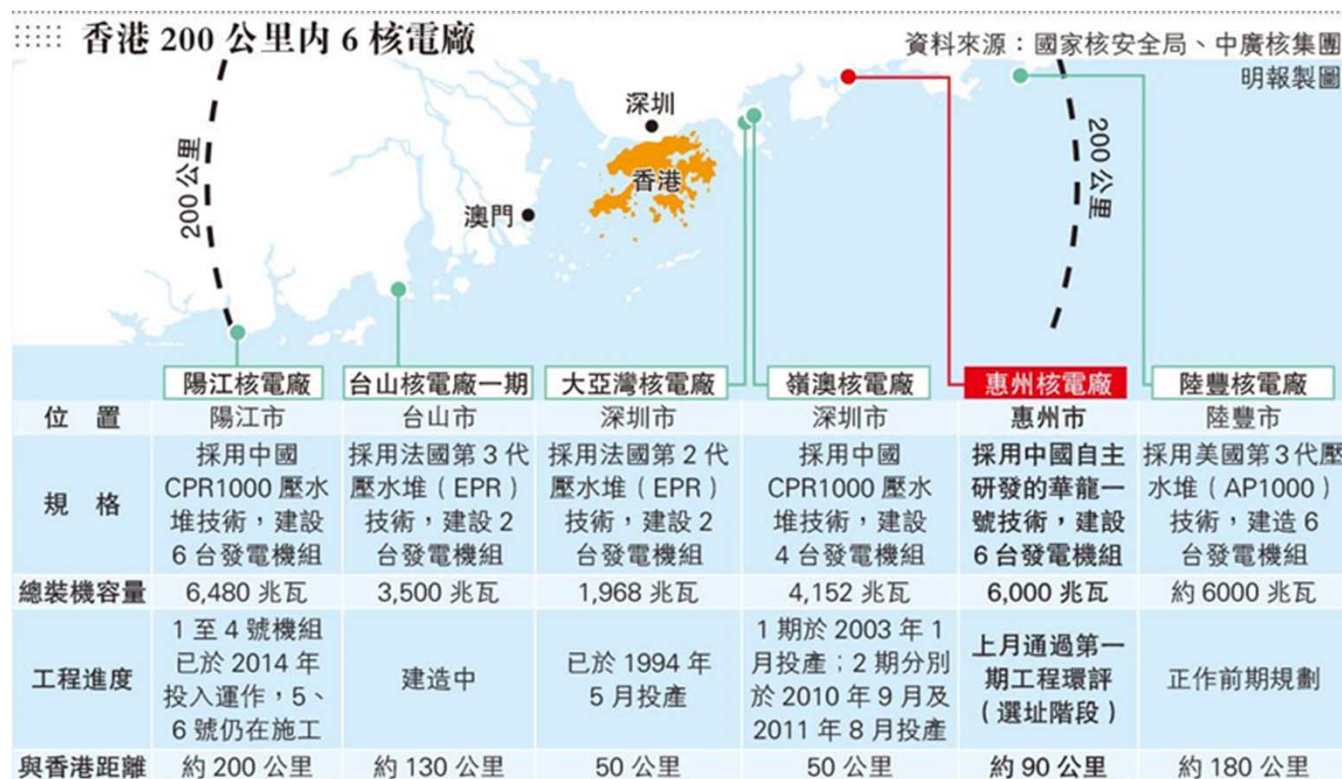 香港 200 公里內 6 核電廠
資料來源：國家核安全局、中廣核集團
明報製圖
深圳
200 公里
200 公里
香港
澳門
陽江核電廠 台山核電廠一期 大亞灣核電廠 嶺澳核電廠 惠州核電廠 陸豐核電廠
位置 陽江市 台山市 深圳市 深圳市 惠州市 陸豐市
規格
採用中國
CPR1000 壓水
堆技術，建設
6 台發電機組
採用法國第 3 代
壓水堆（EPR）
技術，建設 2
台發電機組
採用法國第 2 代
壓水堆（EPR）
技術，建設 2
台發電機組
採用中國
CPR1000 壓水
堆技術，建設
4 台發電機組
採用中國自主
研發的華龍一
號技術，建設
6 台發電機組
採用美國第 3 代壓
水堆（AP1000）
技術，建造 6
台發電機組
總裝機容量 6,480 兆瓦 3,500 兆瓦 1,968 兆瓦 4,152 兆瓦 6,000 兆瓦 約 6000 兆瓦
工程進度
1 至 4 號機組
已於 2014 年
投入運作，5、
6 號仍在施工
建造中
已於 1994 年
5 月投產
1 期於 2003 年 1
月投產；2 期分別
於 2010 年 9 月及
2011 年 8 月投產
上月通過第一
期工程環評
（選址階段）
正作前期規劃
與香港距離 約 200 公里 約 130 公里 50 公里 50 公里 約 90 公里 約 180 公里